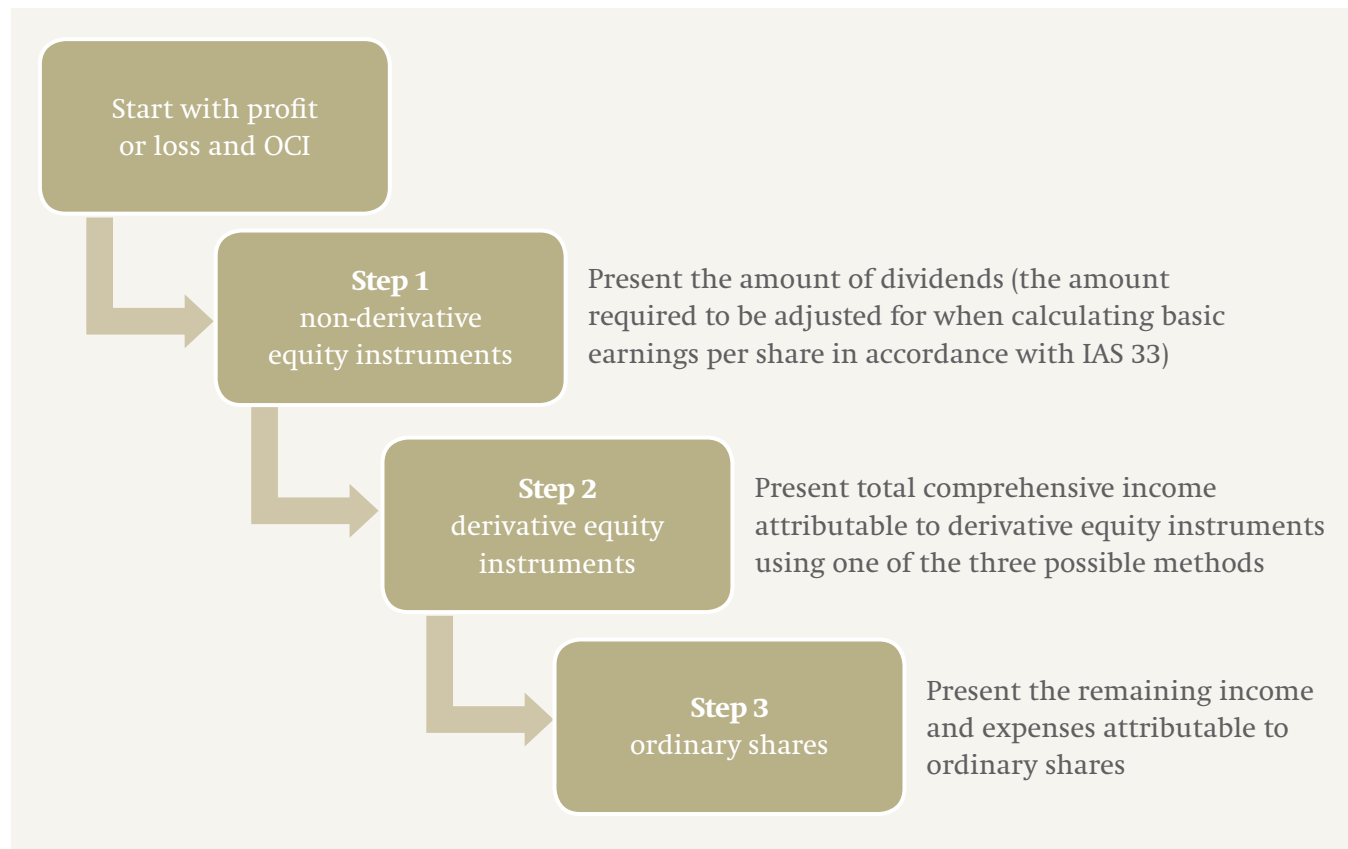 Start with profit
or loss and OCI
Step 1
non-derivative
equity instruments
Present the amount of dividends (the amount
required to be adjusted for when calculating basic
earnings per share in accordance with IAS 33)
Step 2
derivative equity
instruments
Present total comprehensive income
attributable to derivative equity instruments
using one of the three possible methods
Step 3
ordinary shares
Present the remaining income
and expenses attributable to
ordinary shares